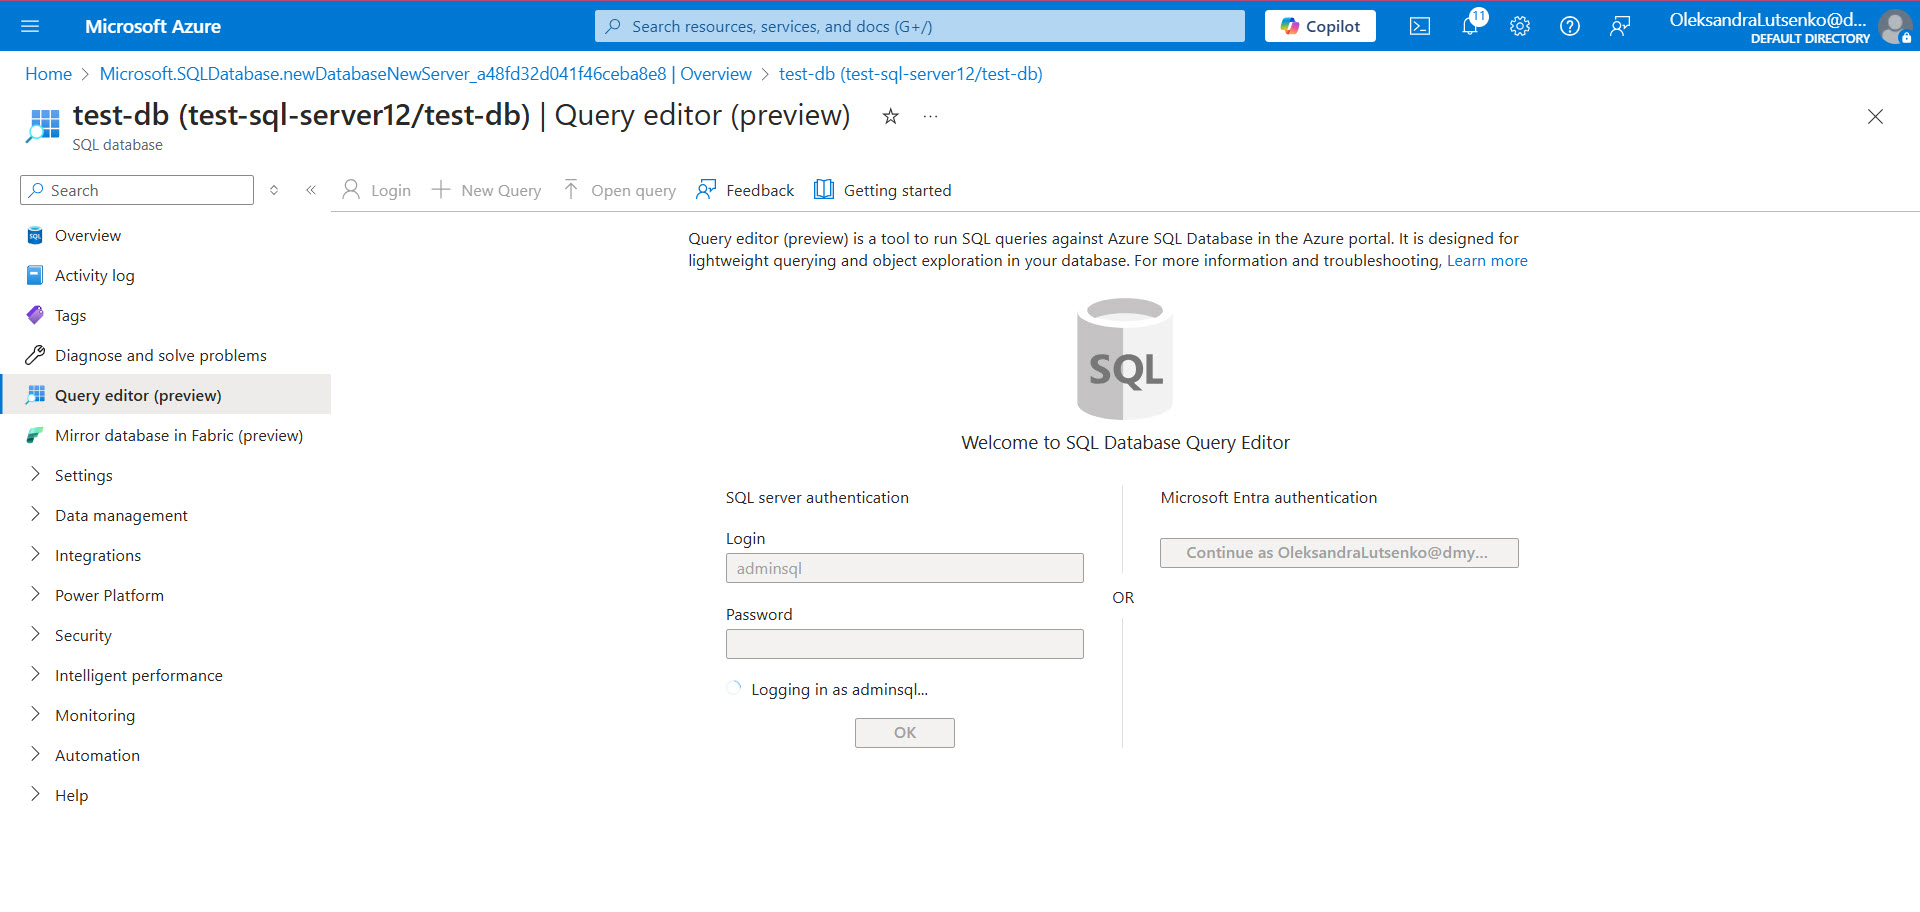 Microsoft Azure
Search resources, services, and docs (G+/)
Copilot
11
OleksandraLutsenko@d...
DEFAULT DIRECTORY
Home > Microsoft.SQLDatabase.newDatabaseNewServer_a48fd32d041f46ceba8e8 | Overview > test-db (test-sql-server12/test-db)
test-db (test-sql-server12/test-db) | Query editor (preview)
SQL database
Search
Login
New Query
Open query
Feedback
Getting started
Overview
Activity log
Tags
Diagnose and solve problems
Query editor (preview)
Mirror database in Fabric (preview)
Settings
Data management
Integrations
Power Platform
Security
Intelligent performance
Monitoring
Automation
Help
Query editor (preview) is a tool to run SQL queries against Azure SQL Database in the Azure portal. It is designed for
lightweight querying and object exploration in your database. For more information and troubleshooting, Learn more
SQL
Welcome to SQL Database Query Editor
SQL server authentication
Login
adminsql
Password
Logging in as adminsql...
OK
OR
Microsoft Entra authentication
Continue as OleksandraLutsenko@dmy...